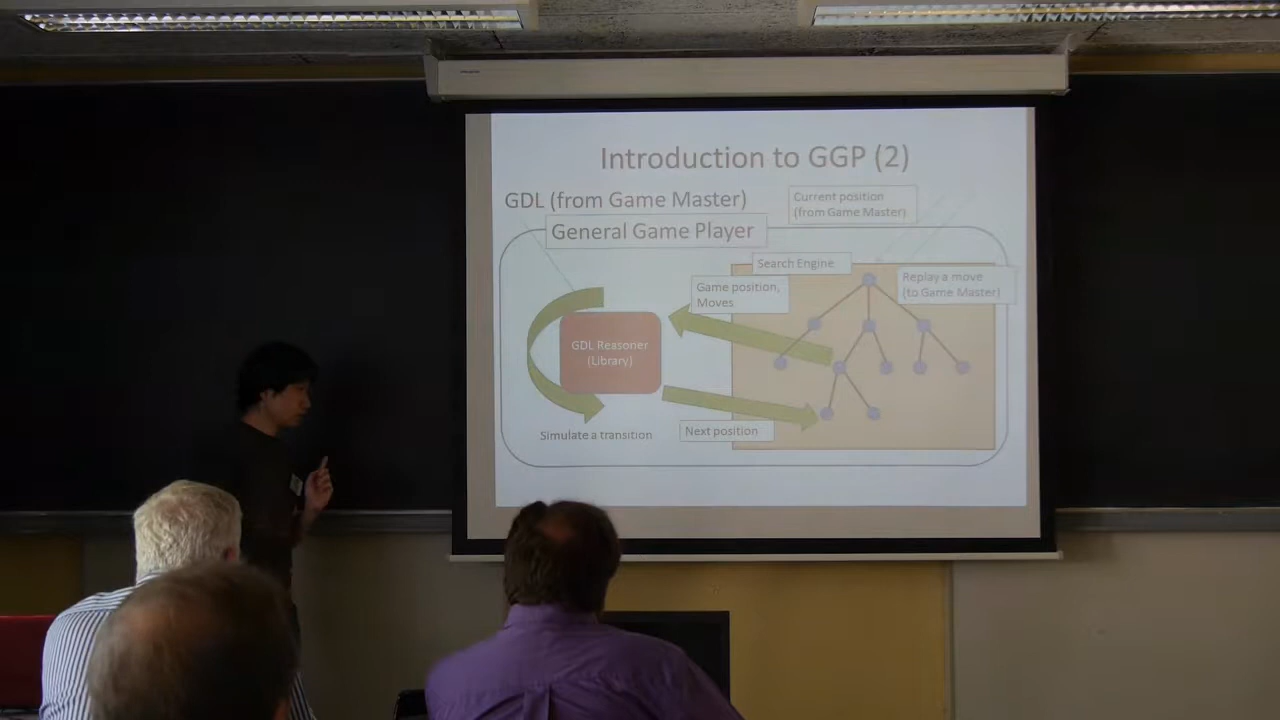 Introduction to GGP (2)
GDL (from Game Master)
Current position
(from Game Master)
General Game Player
Search Engine
Replay a move
(to Game Master)
Game position,
Moves
GDL Reasoner
(Library)
Next position
Simulate a transition